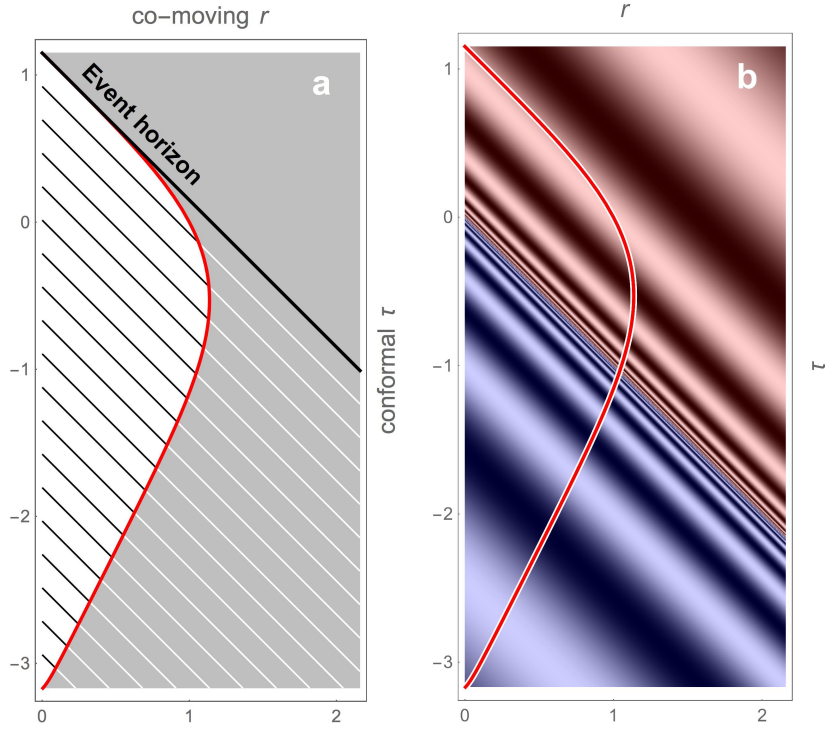 co−moving r
a
Event horizon
1
0
−1
−2
−3
0 1 2
conformal τ
r
b
1
0
−1
−2
−3
0 1 2
τ